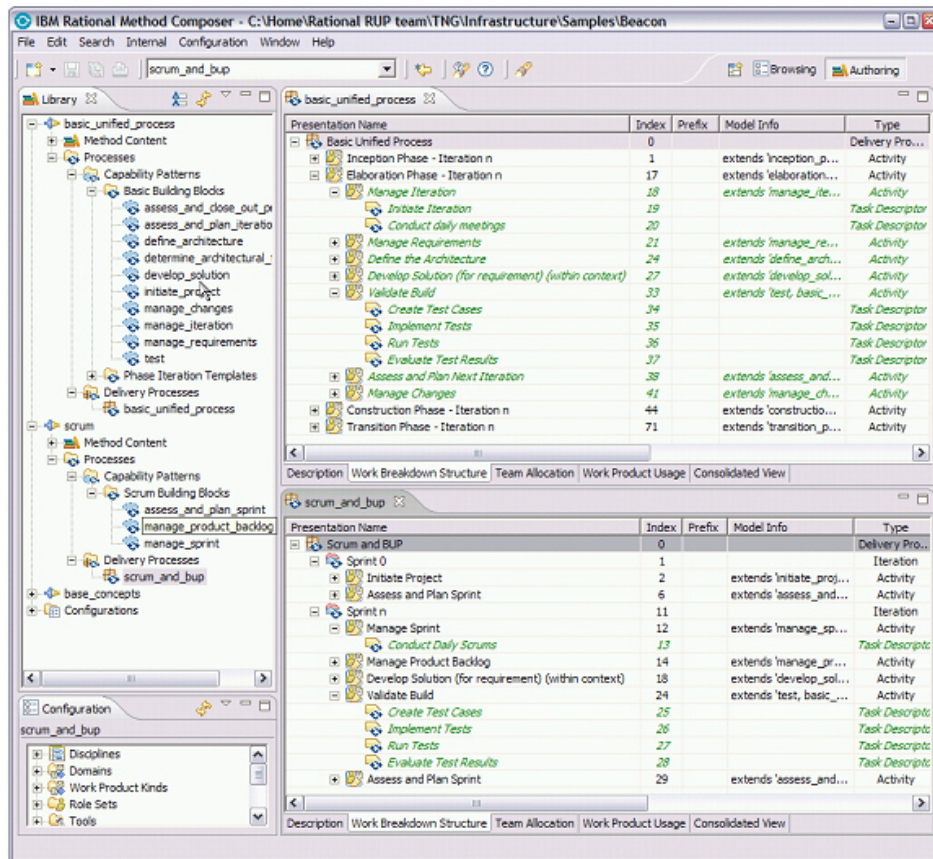 IBM Rational Method Composer - C:\Home\Rational RUP team\TNG\Infrastructure\Samples\Beacon
File Edit Search Internal Configuration Window Help
scrum_and_bup
Browsing Authoring
Library
basic_unified_process
Method Content
Processes
Capability Patterns
Basic Building Blocks
assess_and_close_out_p
assess_and_plan_iteratio
define_architecture
determine_architectural_
develop_solution
initiate_project
manage_changes
manage_iteration
manage_requirements
test
Phase Iteration Templates
Delivery Processes
basic_unified_process
scrum
Method Content
Processes
Capability Patterns
Scrum Building Blocks
assess_and_plan_sprint
manage_product_backlog
manage_sprint
Delivery Processes
scrum_and_bup
base_concepts
Configurations
Configuration
scrum_and_bup
Disciplines
Domains
Work Product Kinds
Role Sets
Tools
basic_unified_process
Presentation Name Index Prefix Model Info Type
Basic Unified Process 0 Delivery Pro...
Inception Phase - Iteration n 1 extends 'inception_p... Activity
Elaboration Phase - Iteration n 17 extends 'elaboration... Activity
Manage Iteration 18 extends 'manage_ite... Activity
Initiate Iteration 19 Task Descriptor
Conduct daily meetings 20 Task Descriptor
Manage Requirements 21 extends 'manage_re... Activity
Define the Architecture 24 extends 'define_arch... Activity
Develop Solution (for requirement) (within context) 27 extends 'develop_sol... Activity
Validate Build 33 extends 'test, basic_... Activity
Create Test Cases 34 Task Descriptor
Implement Tests 35 Task Descriptor
Run Tests 36 Task Descriptor
Evaluate Test Results 37 Task Descriptor
Assess and Plan Next Iteration 38 extends 'assess_and... Activity
Manage Changes 41 extends 'manage_ch... Activity
Construction Phase - Iteration n 44 extends 'constructio... Activity
Transition Phase - Iteration n 71 extends 'transition_p... Activity
Description Work Breakdown Structure Team Allocation Work Product Usage Consolidated View
scrum_and_bup
Presentation Name Index Prefix Model Info Type
Scrum and BUP 0 Delivery Pro...
Sprint 0 1 Iteration
Initiate Project 2 extends 'initiate_proj... Activity
Assess and Plan Sprint 6 extends 'assess_and... Activity
Sprint n 11 Iteration
Manage Sprint 12 extends 'manage_sp... Activity
Conduct Daily Scrums 13 Task Descripto
Manage Product Backlog 14 extends 'manage_pr... Activity
Develop Solution (for requirement) (within context) 18 extends 'develop_sol... Activity
Validate Build 24 extends 'test, basic_... Activity
Create Test Cases 25 Task Descripto
Implement Tests 26 Task Descripto
Run Tests 27 Task Descripto
Evaluate Test Results 28 Task Descripto
Assess and Plan Sprint 29 extends 'assess_and... Activity
Description Work Breakdown Structure Team Allocation Work Product Usage Consolidated View